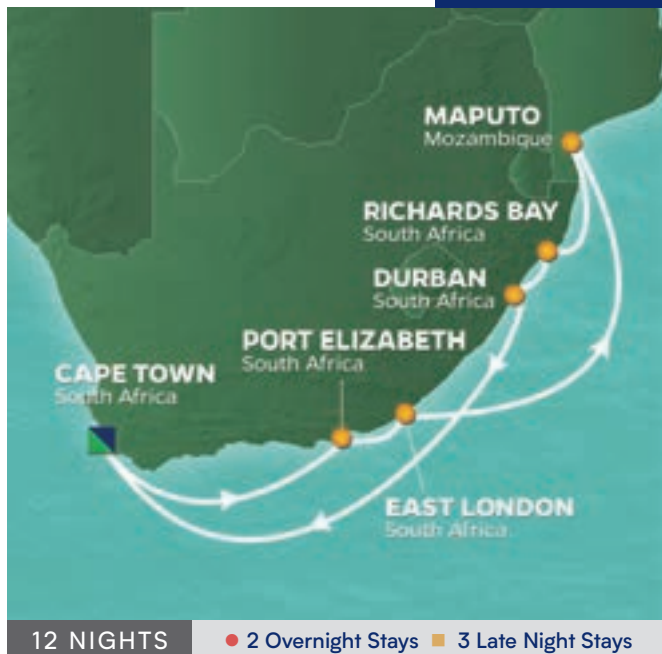 MAPUTO
Mozambique
RICHARDS BAY
South Africa
DURBAN
South Africa
PORT ELIZABETH
South Africa
CAPE TOWN
South Africa
EAST LONDON
South Africa
12 NIGHTS
2 Overnight Stays
3 Late Night Stays